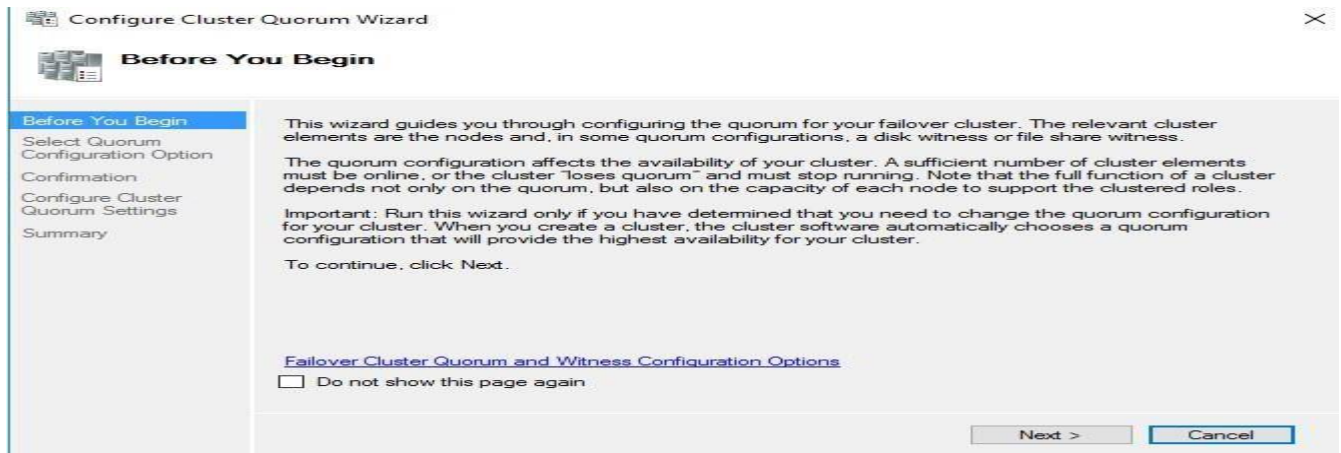 Configure Cluster Quorum Wizard
Before You Begin
Before You Begin
Select Quorum
Configuration Option
Confirmation
Configure Cluster
Quorum Settings
Summary
This wizard guides you through configuring the quorum for your failover cluster. The relevant cluster
elements are the nodes and, in some quorum configurations, a disk witness or file share witness.
The quorum configuration affects the availability of your cluster. A sufficient number of cluster elements
must be online, or the cluster "loses quorum" and must stop running. Note that the full function of a cluster
depends not only on the quorum, but also on the capacity of each node to support the clustered roles.
Important: Run this wizard only if you have determined that you need to change the quorum configuration
for your cluster. When you create a cluster, the cluster software automatically chooses a quorum
configuration that will provide the highest availability for your cluster.
To continue, click Next.
Failover Cluster Quorum and Witness Configuration Options
Do not show this page again
Next >
Cancel